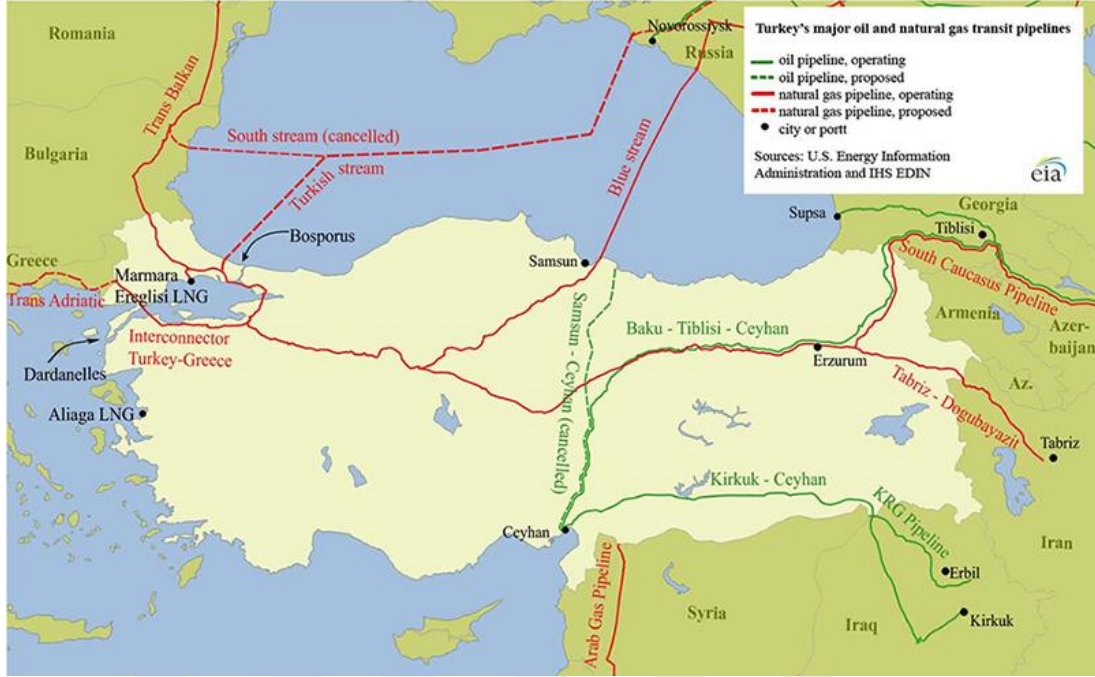 Romania
Novorossiysk
Russia
Turkey's major oil and natural gas transit pipelines
oil pipeline, operating
oil pipeline, proposed
natural gas pipeline, operating
natural gas pipeline, proposed
city or portt
Sources: U.S. Energy Information
Administration and IHS EDIN
eia
Trans Balkan
South stream (cancelled)
Turkish
stream
Blue stream
Bulgaria
Georgia
Supsa
Tiblisi
South Caucasus Pipeline
Bosporus
Greece
Marmara
Ereglisi LNG
Samsun
Trans Adriatic
Armenia
Azer-
baijan
Interconnector
Turkey-Greece
Samsun - Ceyhan (cancelled)
Baku - Tiblisi - Ceyhan
Erzurum
Dardanelles
Az.
Tabriz - Dogubayazit
Aliaga LNG
Tabriz
Kirkuk - Ceyhan
KRG Pipeline
Ceyhan
Iran
Arab Gas Pipeline
Erbil
Syria
Iraq
Kirkuk